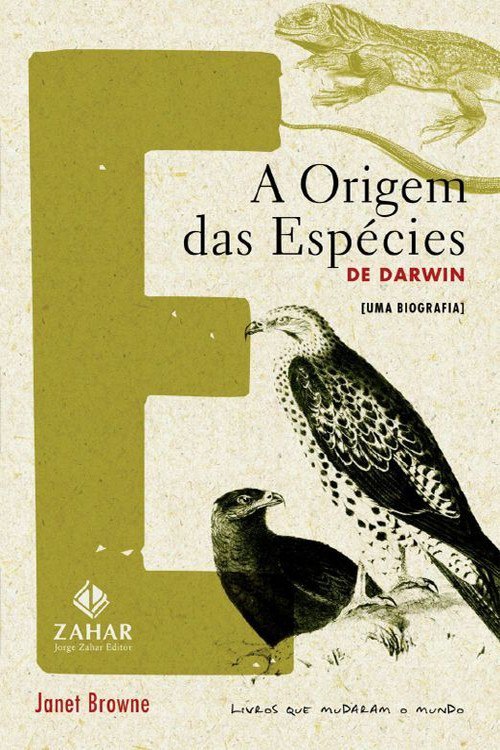 E
A Origem
das Espécies
DE DARWIN
[UMA BIOGRAFIA]
ZAHAR
Jorge Zahar Editor
Janet Browne
LIVROS QUE MUDARAM O MUNDO